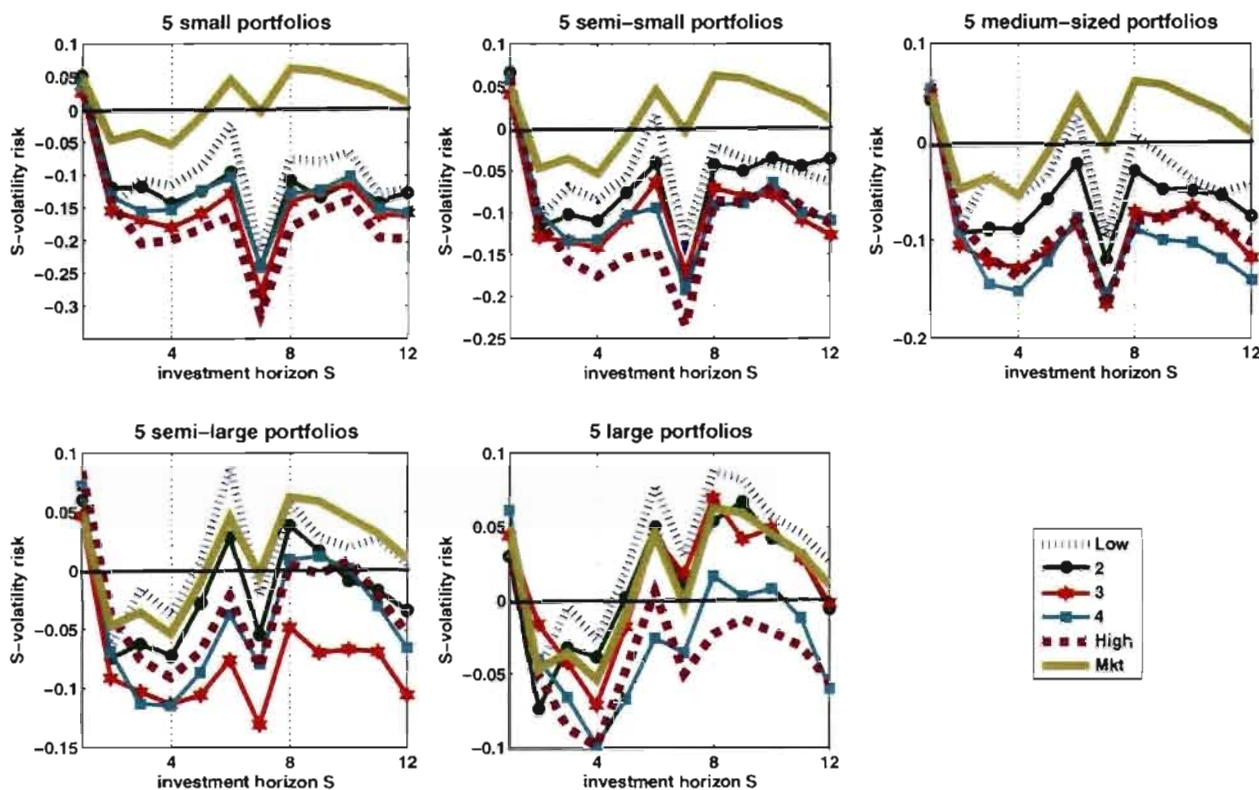 5 small portfolios
0.1
0.05
0
−0.05
−0.1
−0.15
−0.2
−0.25
−0.3
S−volatility risk
4
8
12
investment horizon S
5 semi−small portfolios
0.1
0.05
0
−0.05
−0.1
−0.15
−0.2
−0.25
S−volatility risk
4
8
12
investment horizon S
5 medium−sized portfolios
0.1
0
−0.1
−0.2
S−volatility risk
4
8
12
investment horizon S
5 semi−large portfolios
0.1
0.05
0
−0.05
−0.1
−0.15
S−volatility risk
4
8
12
investment horizon S
5 large portfolios
0.1
0.05
0
−0.05
−0.1
S−volatility risk
4
8
12
investment horizon S
Low
2
3
4
High
Mkt